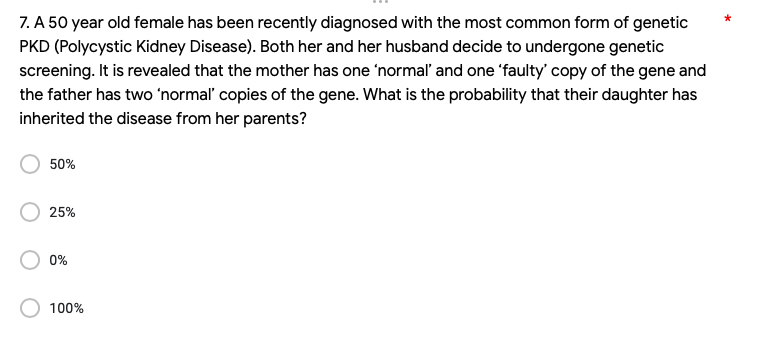 7. A 50 year old female has been recently diagnosed with the most common form of genetic *
PKD (Polycystic Kidney Disease). Both her and her husband decide to undergone genetic
screening. It is revealed that the mother has one 'normal' and one 'faulty' copy of the gene and
the father has two 'normal' copies of the gene. What is the probability that their daughter has
inherited the disease from her parents?
50%
25%
0%
100%